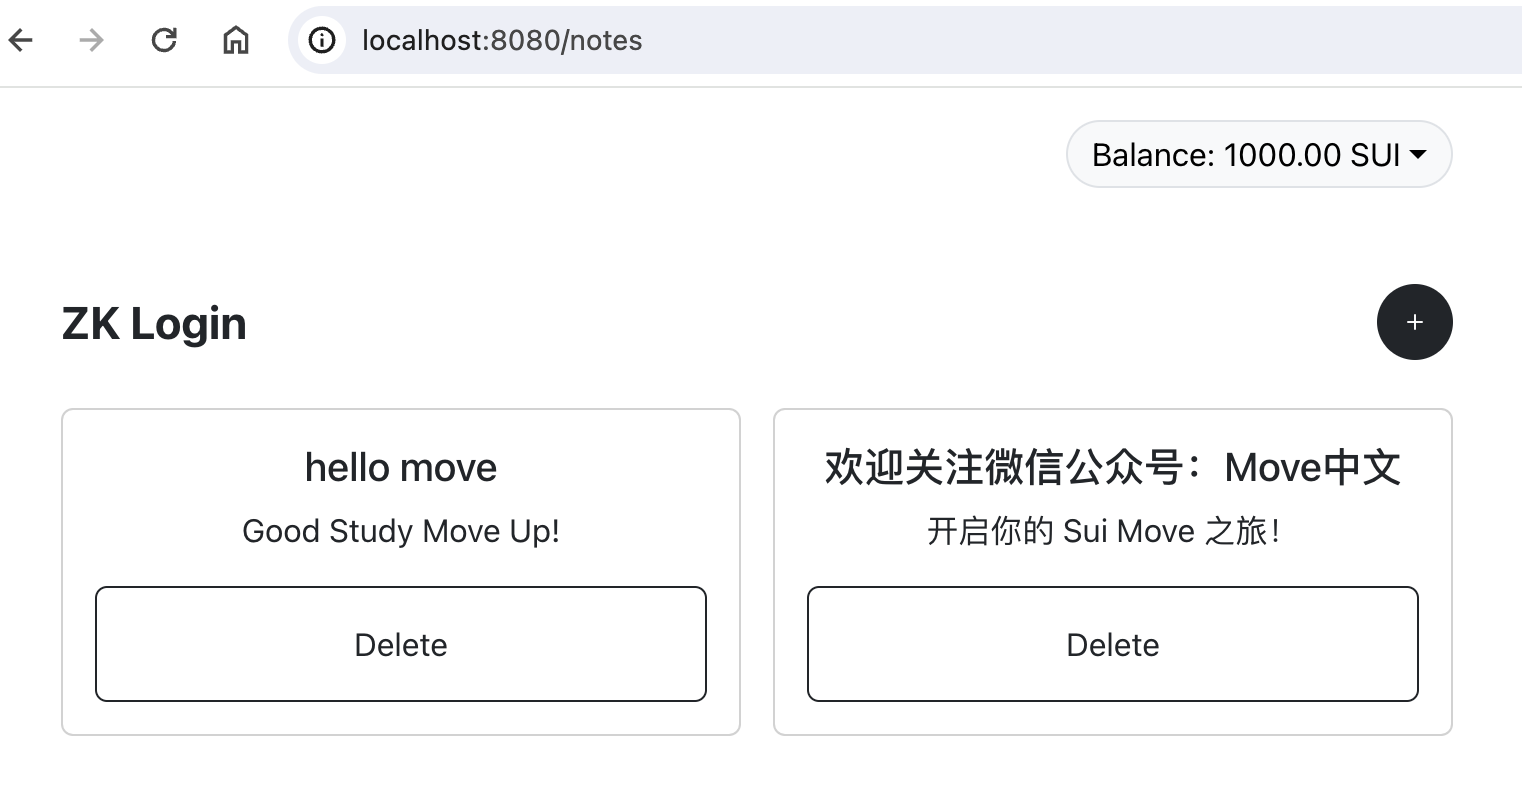 localhost:8080/notes
Balance: 1000.00 SUI
ZK Login
+
hello move
Good Study Move Up!
Delete
欢迎关注微信公众号：Move中文
开启你的 Sui Move 之旅！
Delete